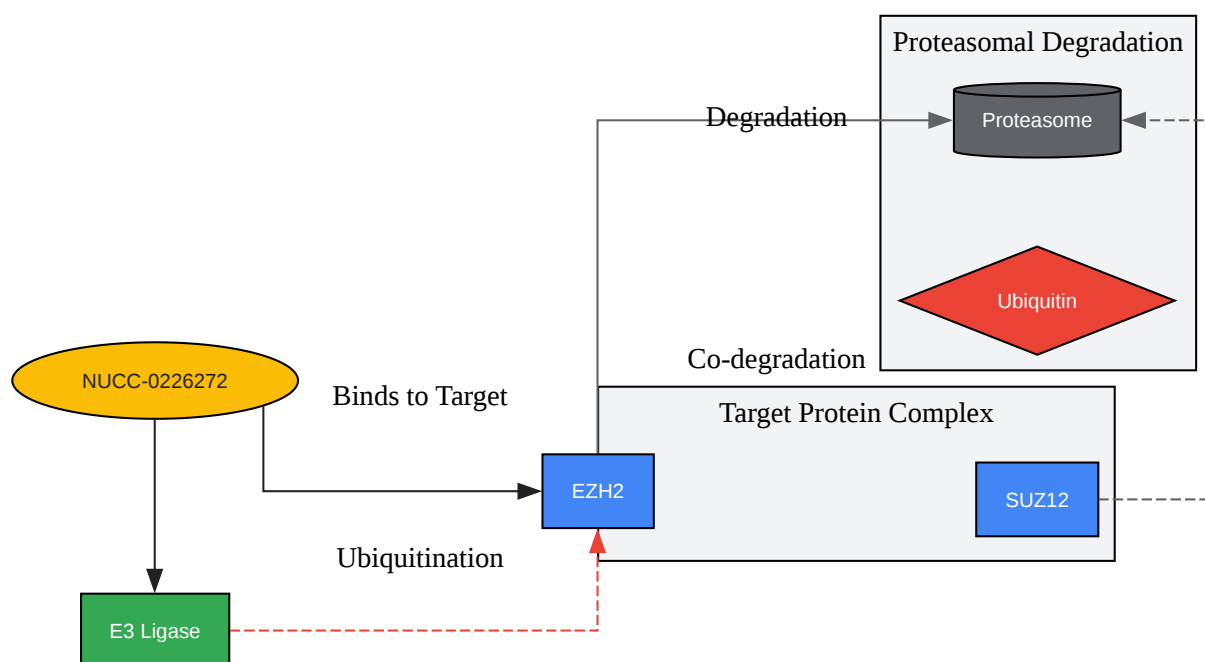 Proteasomal Degradation
Degradation
Proteasome
Ubiquitin
Co-degradation
NUCC-0226272
Binds to Target
Target Protein Complex
EZH2
SUZ12
Ubiquitination
E3 Ligase